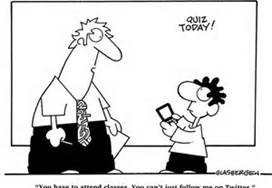 QUIZ
TODAY!
GLASBERGEN
"You have to attend classes. You can't just follow me on Twitter."